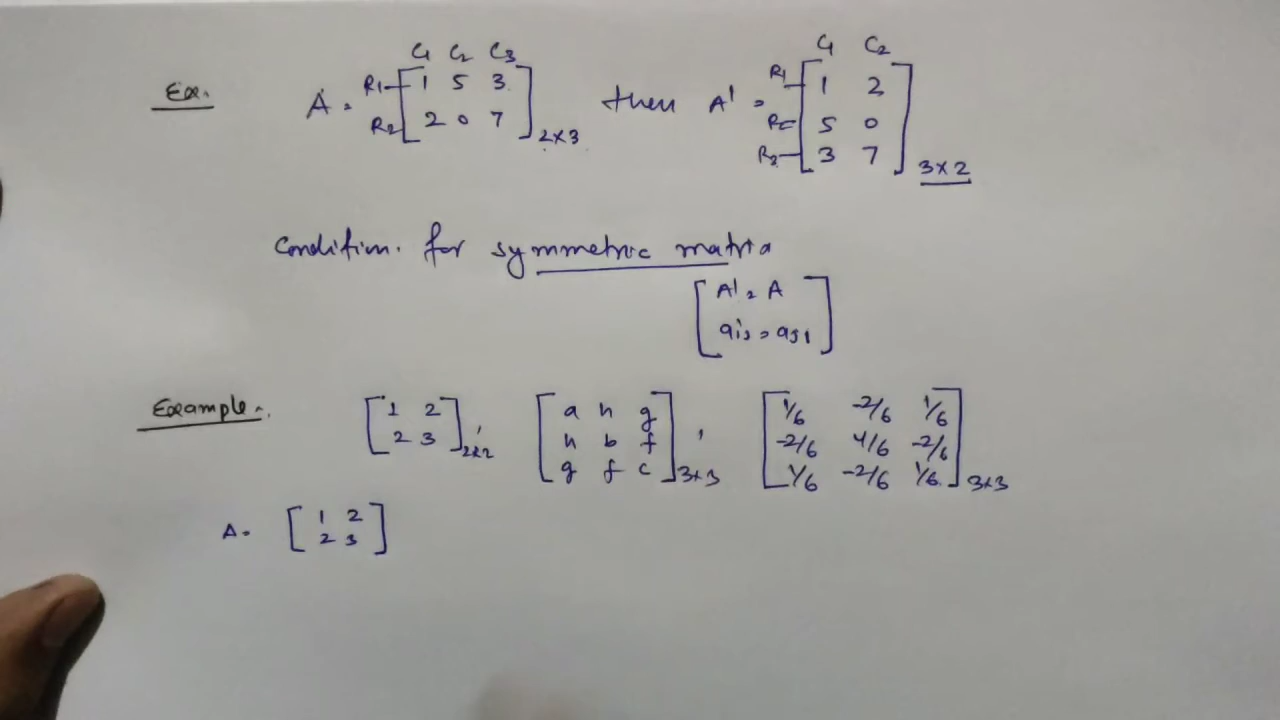 Ex.
C1 C2 C3
A = R1 [ 1 5 3
R2 2 0 7 ] 2×3
then A' =
C1 C2
R1 [ 1 2
5 0
3 7 ] 3×2
Condition. for symmetric matrix
[ A' = A
aij = aji ]
Example -.
[ 1 2
2 3 ] 2×2 ,
[ a h g
h b f
g f c ] 3×3 ,
[ 1/6 -2/6 1/6
-2/6 4/6 -2/6
1/6 -2/6 1/6 ] 3×3
A = [ 1 2
2 3 ]